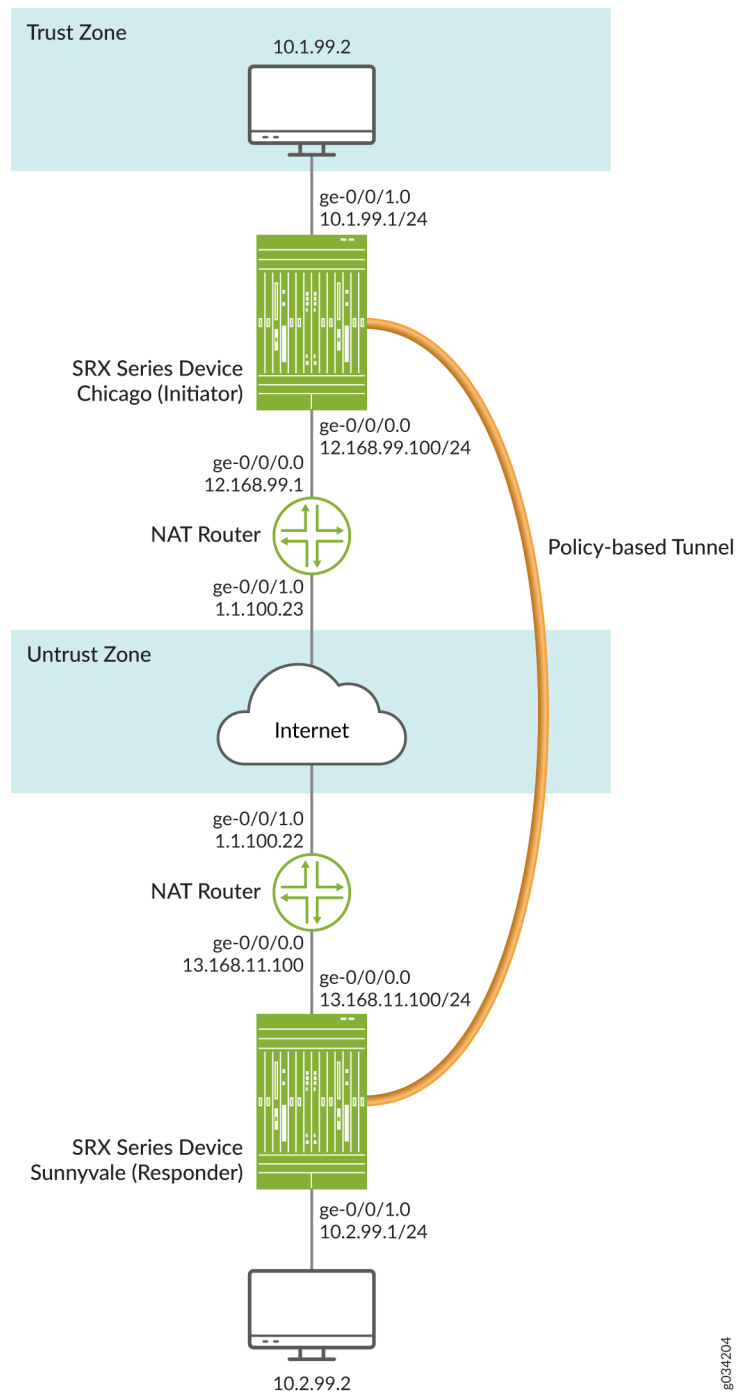 Trust Zone
10.1.99.2
ge-0/0/1.0
10.1.99.1/24
SRX Series Device
Chicago (Initiator)
ge-0/0/0.0
12.168.99.100/24
ge-0/0/0.0
12.168.99.1
NAT Router
Policy-based Tunnel
ge-0/0/1.0
1.1.100.23
Untrust Zone
Internet
ge-0/0/1.0
1.1.100.22
NAT Router
ge-0/0/0.0
13.168.11.100
ge-0/0/0.0
13.168.11.100/24
SRX Series Device
Sunnyvale (Responder)
ge-0/0/1.0
10.2.99.1/24
10.2.99.2
g034204